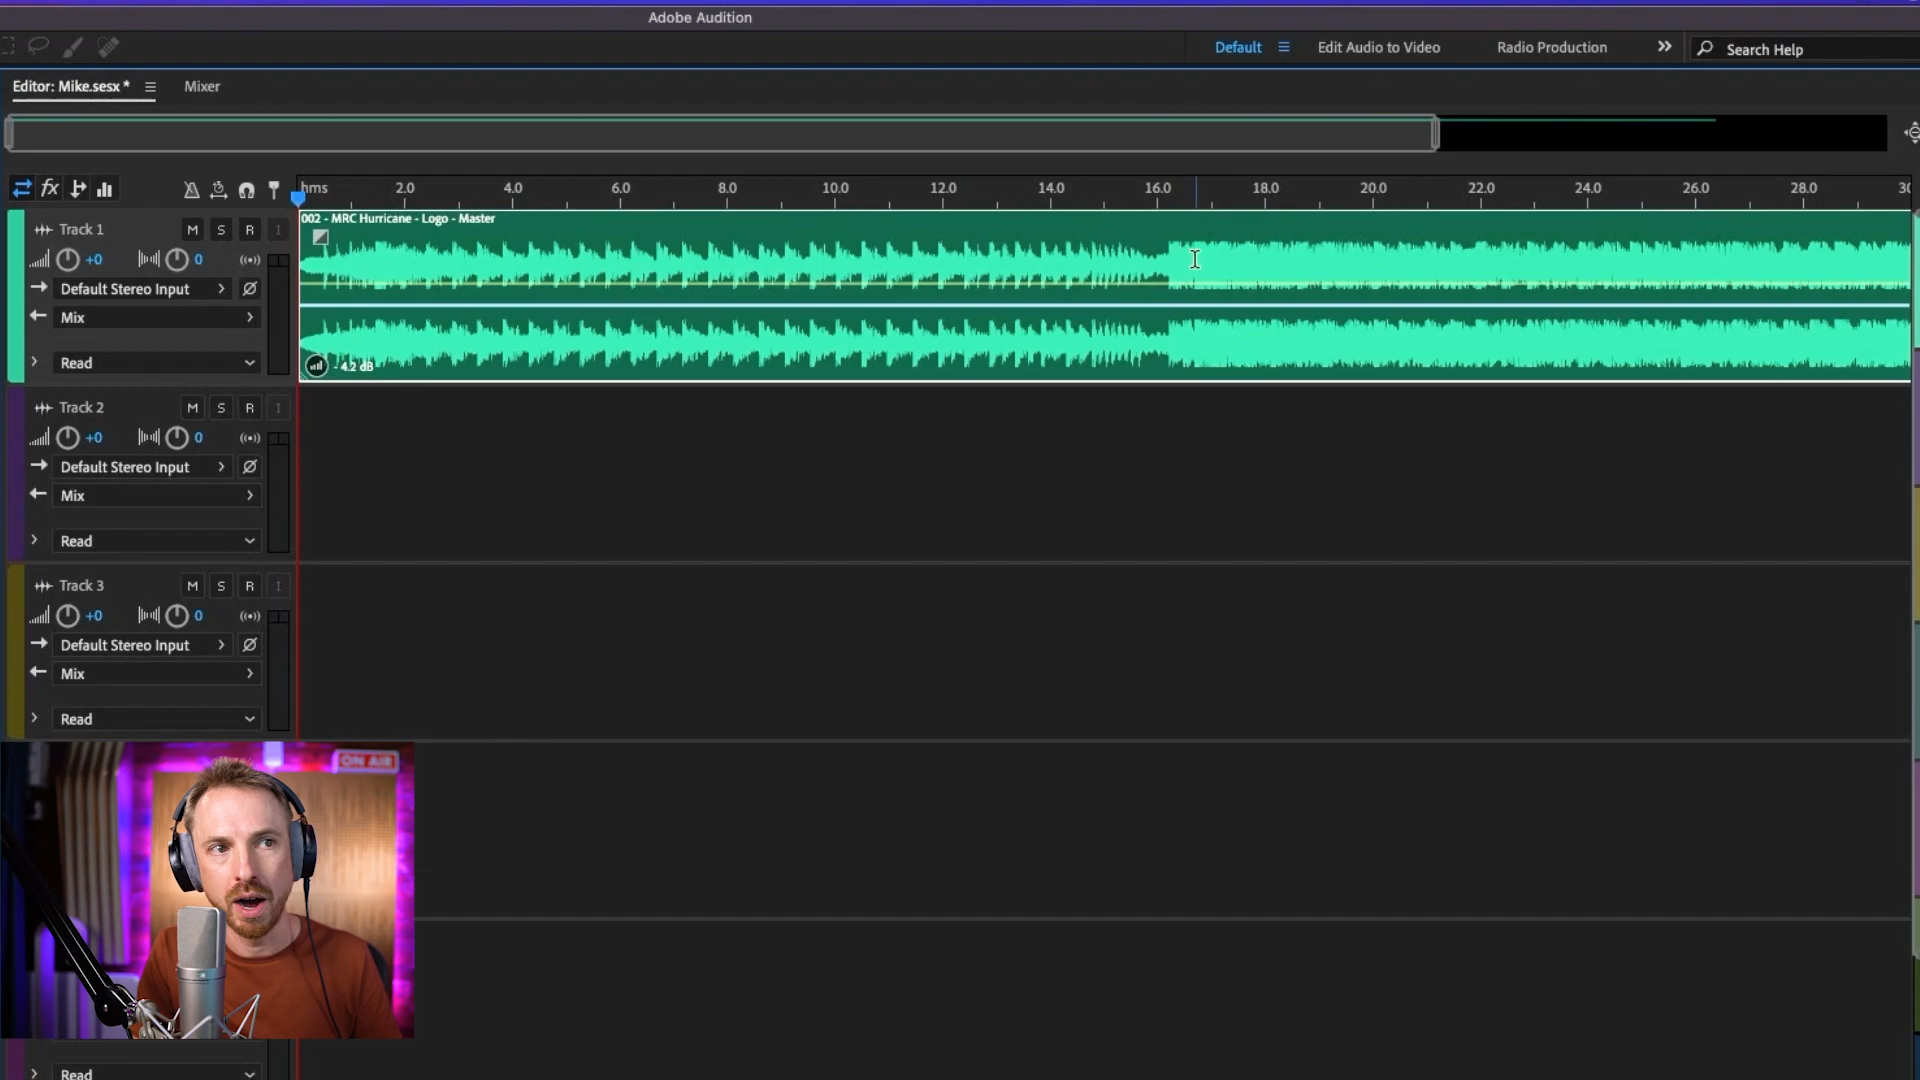 Adobe Audition
Default Edit Audio to Video Radio Production Search Help
Editor: Mike.sesx * Mixer
fx hms 2.0 4.0 6.0 8.0 10.0 12.0 14.0 16.0 18.0 20.0 22.0 24.0 26.0 28.0 30
002 - MRC Hurricane - Logo - Master
Track 1 M S R I
+0 0
Default Stereo Input
Mix
Read
- 4.2 dB
Track 2 M S R I
+0 0
Default Stereo Input
Mix
Read
Track 3 M S R I
+0 0
Default Stereo Input
Mix
Read
ON AIR
Read